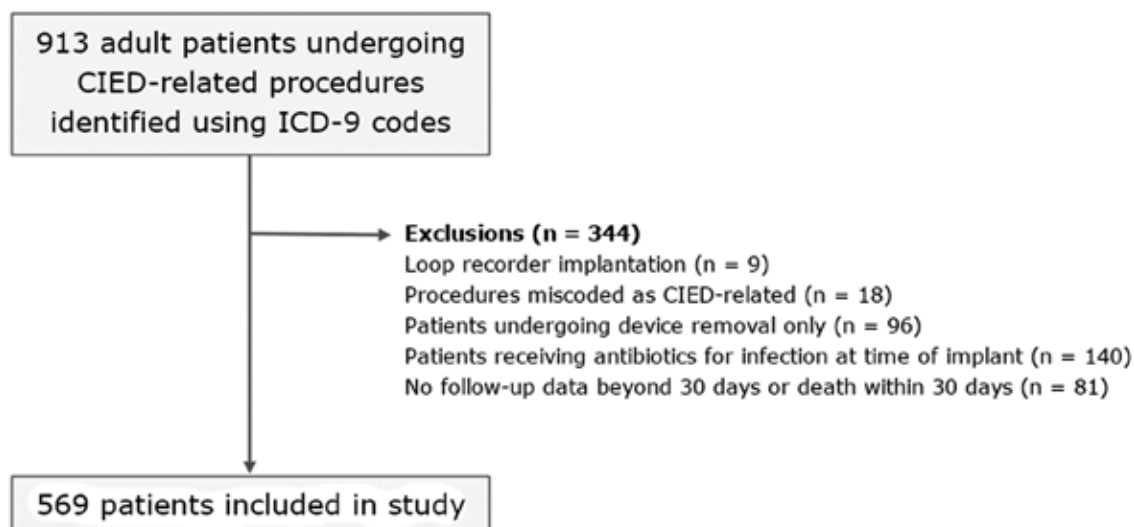 913 adult patients undergoing
CIED-related procedures
identified using ICD-9 codes
Exclusions (n = 344)
Loop recorder implantation (n = 9)
Procedures miscoded as CIED-related (n = 18)
Patients undergoing device removal only (n = 96)
Patients receiving antibiotics for infection at time of implant (n = 140)
No follow-up data beyond 30 days or death within 30 days (n = 81)
569 patients included in study